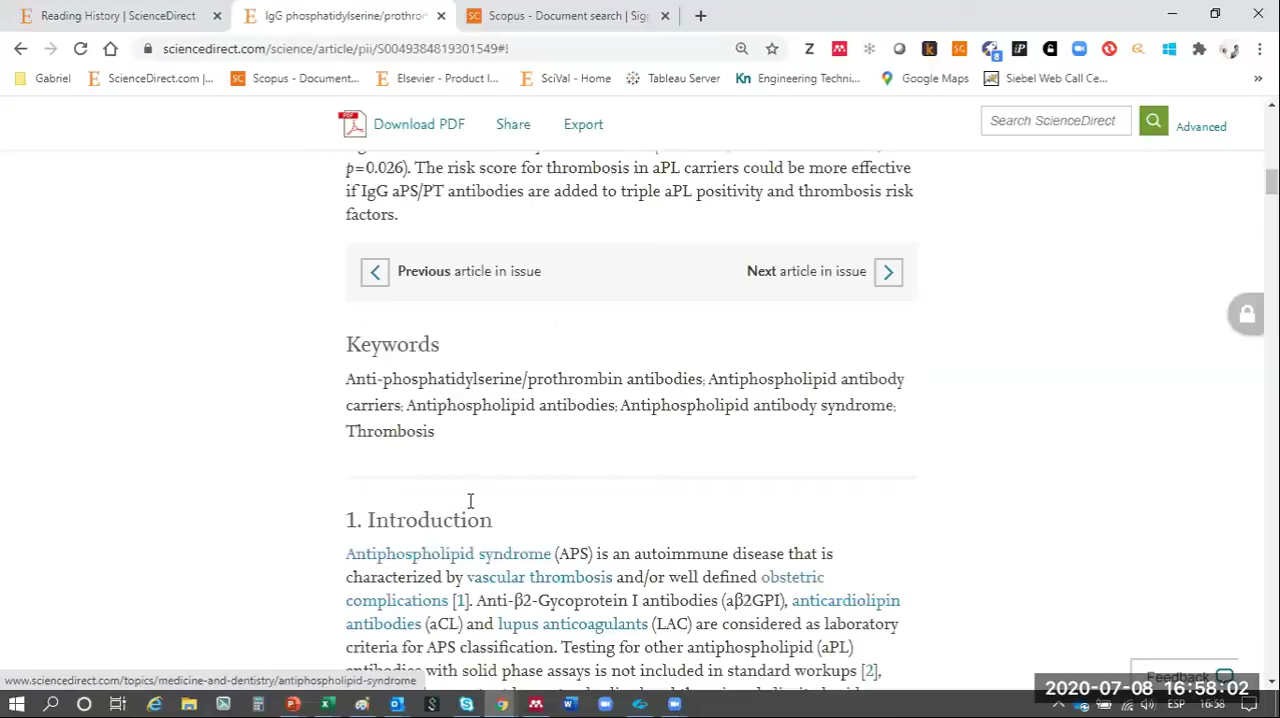 Reading History | ScienceDirect
IgG phosphatidylserine/prothron
Scopus - Document search | Sig
sciencedirect.com/science/article/pii/S0049384819301549#!
Gabriel
ScienceDirect.com |...
Scopus - Document...
Elsevier - Product I...
SciVal - Home
Tableau Server
Engineering Techni...
Google Maps
Siebel Web Call Ce...
Download PDF
Share
Export
Search ScienceDirect
Advanced
p=0.026). The risk score for thrombosis in aPL carriers could be more effective
if IgG aPS/PT antibodies are added to triple aPL positivity and thrombosis risk
factors.
Previous article in issue
Next article in issue
Keywords
Anti-phosphatidylserine/prothrombin antibodies; Antiphospholipid antibody
carriers; Antiphospholipid antibodies; Antiphospholipid antibody syndrome;
Thrombosis
1. Introduction
Antiphospholipid syndrome (APS) is an autoimmune disease that is
characterized by vascular thrombosis and/or well defined obstetric
complications [1]. Anti-β2-Gycoprotein I antibodies (aβ2GPI), anticardiolipin
antibodies (aCL) and lupus anticoagulants (LAC) are considered as laboratory
criteria for APS classification. Testing for other antiphospholipid (aPL)
antibodies with solid phase assays is not included in standard workups [2],
www.sciencedirect.com/topics/medicine-and-dentistry/antiphospholipid-syndrome
Feedback
2020-07-08 16:58:02
ESP
16:58